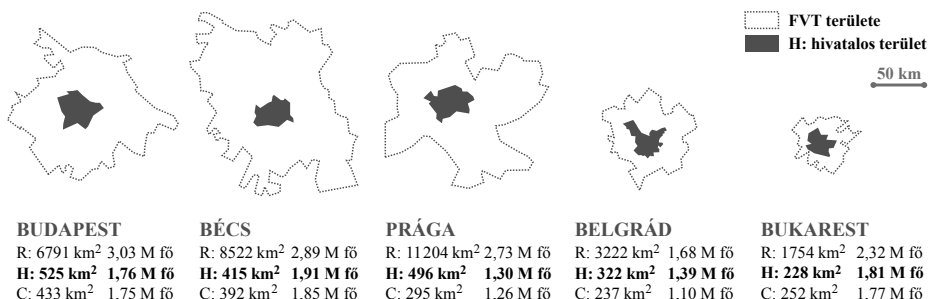 FVT területe
H: hivatalos terület
50 km
BUDAPEST
R: 6791 km² 3,03 M fő
H: 525 km² 1,76 M fő
C: 433 km² 1.75 M fő
BÉCS
R: 8522 km² 2,89 M fő
H: 415 km² 1,91 M fő
C: 392 km² 1.85 M fő
PRÁGA
R: 11204 km² 2,73 M fő
H: 496 km² 1,30 M fő
C: 295 km² 1.26 M fő
BELGRÁD
R: 3222 km² 1,68 M fő
H: 322 km² 1,39 M fő
C: 237 km² 1.10 M fő
BUKAREST
R: 1754 km² 2,32 M fő
H: 228 km² 1,81 M fő
C: 252 km² 1.77 M fő